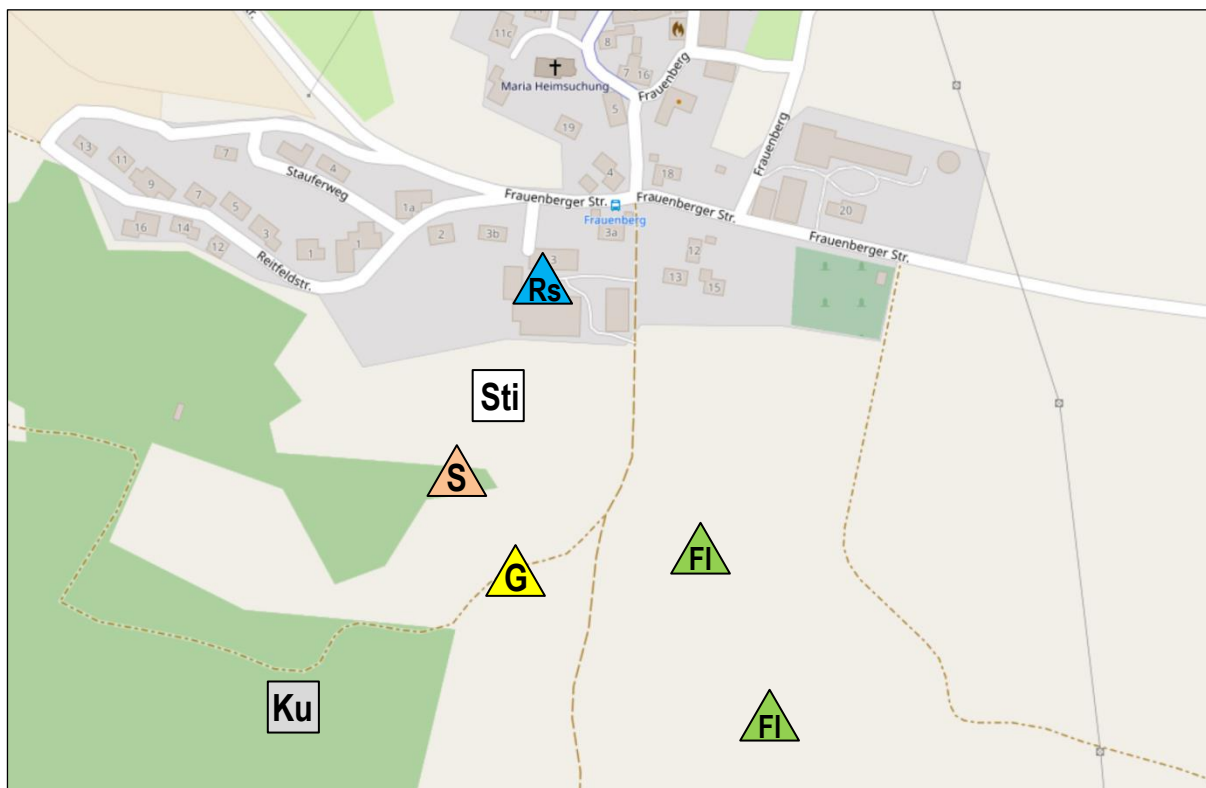 Str.
11c
8
Maria Heimsuchung
7
16
Frauenberg
5
19
13
11
9
7
7
5
3
4
Stauferweg
1a
4
18
Frauenberg
Frauenberger Str.
Frauenberger Str.
Frauenberg
20
Frauenberger Str.
16
14
12
1
1
2
3b
3a
12
13
15
Reitfeldstr.
3
Rs
Sti
S
G
Fl
Ku
Fl